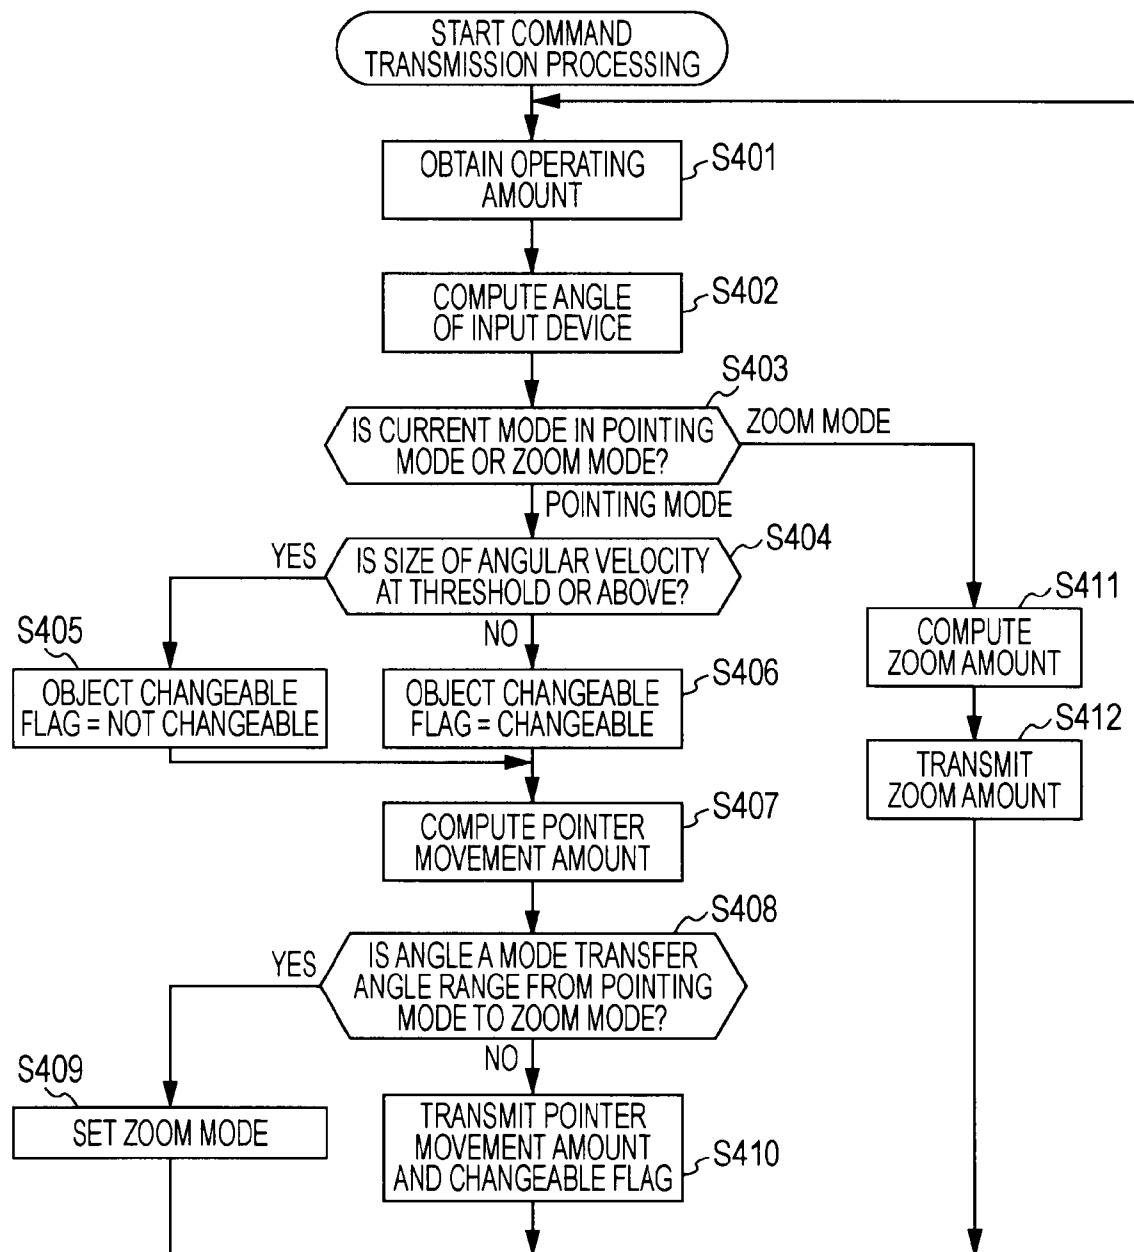 START COMMAND
TRANSMISSION PROCESSING
OBTAIN OPERATING
AMOUNT
S401
COMPUTE ANGLE
OF INPUT DEVICE
S402
S403
IS CURRENT MODE IN POINTING
MODE OR ZOOM MODE?
ZOOM MODE
POINTING MODE
S404
YES
IS SIZE OF ANGULAR VELOCITY
AT THRESHOLD OR ABOVE?
NO
S405
OBJECT CHANGEABLE
FLAG = NOT CHANGEABLE
S406
OBJECT CHANGEABLE
FLAG = CHANGEABLE
S411
COMPUTE
ZOOM AMOUNT
S412
TRANSMIT
ZOOM AMOUNT
S407
COMPUTE POINTER
MOVEMENT AMOUNT
S408
YES
IS ANGLE A MODE TRANSFER
ANGLE RANGE FROM POINTING
MODE TO ZOOM MODE?
NO
S409
SET ZOOM MODE
TRANSMIT POINTER
MOVEMENT AMOUNT
AND CHANGEABLE FLAG
S410